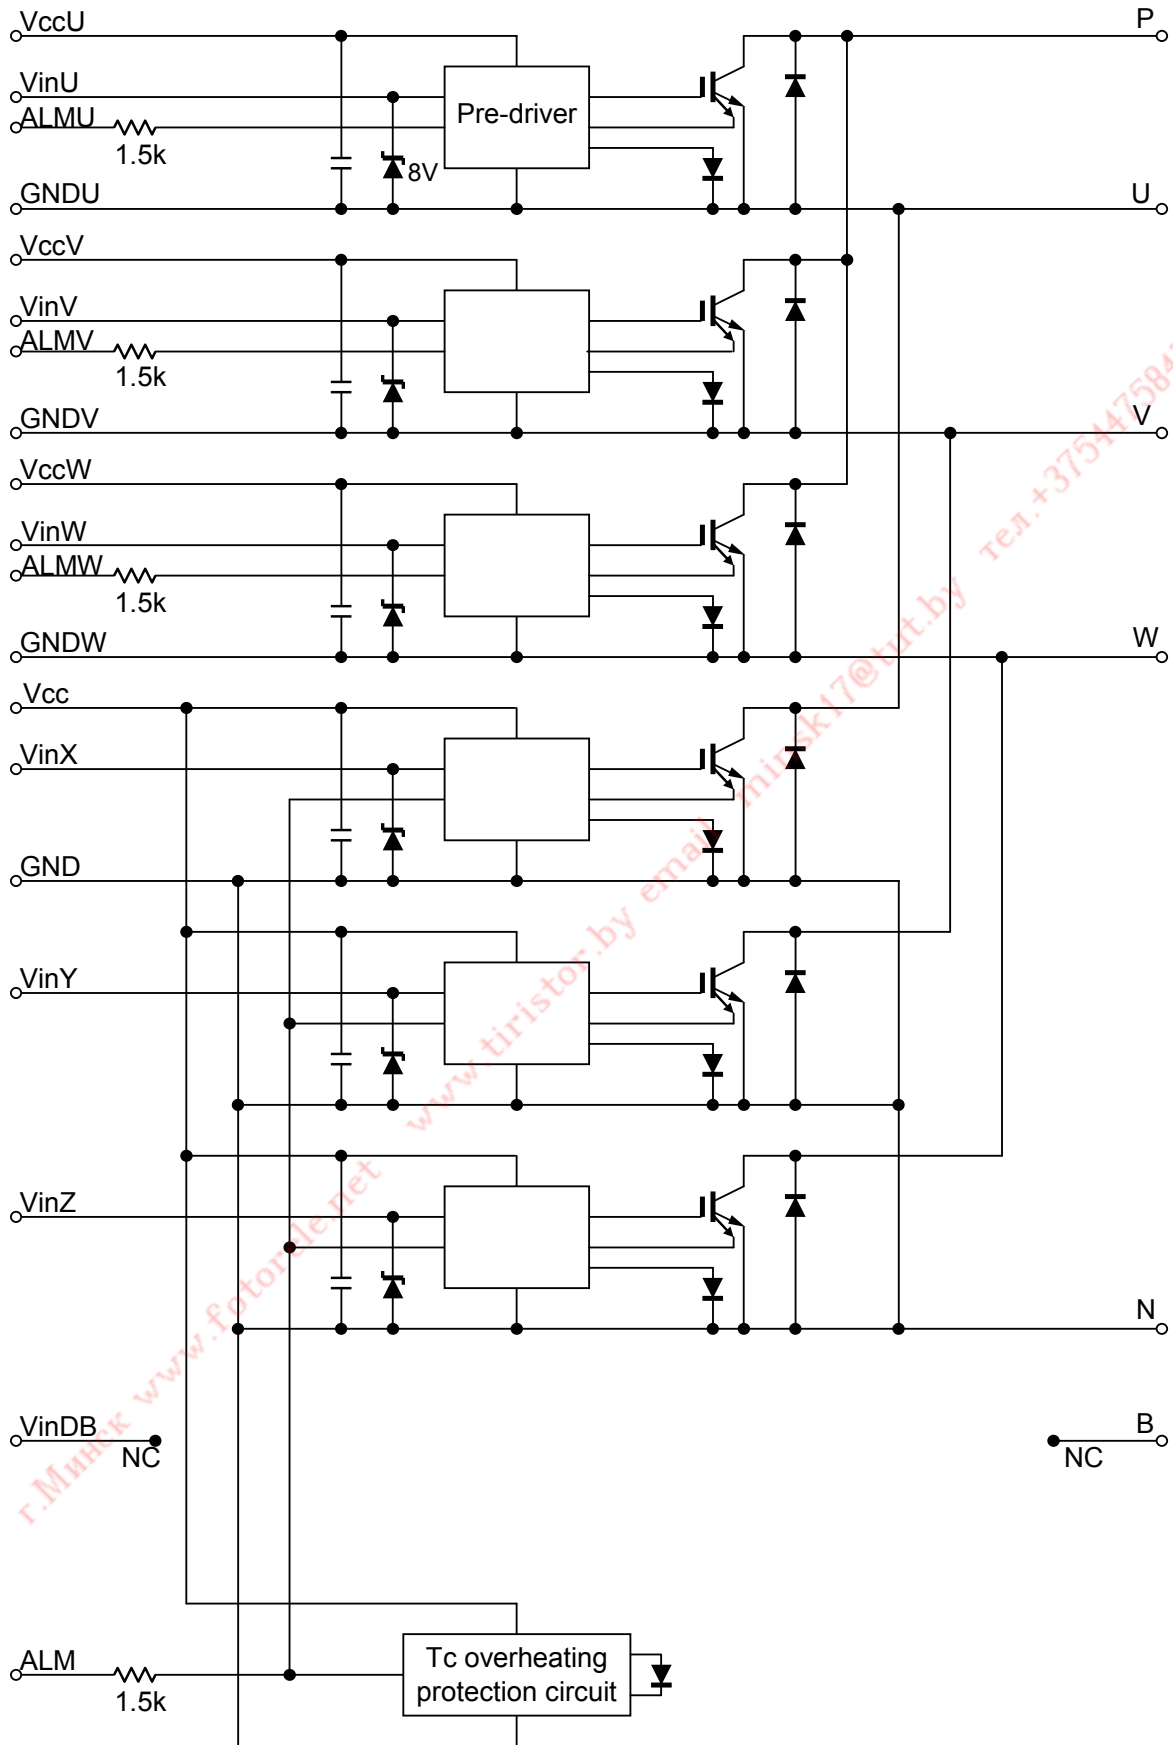 VccU
P
VinU
ALMU
1.5k
Pre-driver
8V
GNDU
U
VccV
VinV
ALMV
1.5k
GNDV
V
VccW
VinW
ALMW
1.5k
GNDW
W
Vcc
VinX
GND
VinY
VinZ
N
VinDB
NC
B
NC
ALM
1.5k
Tc overheating
protection circuit
г.Минск www.fotorele.net www.tiristor.by email minsk17@tut.by тел.+375447584